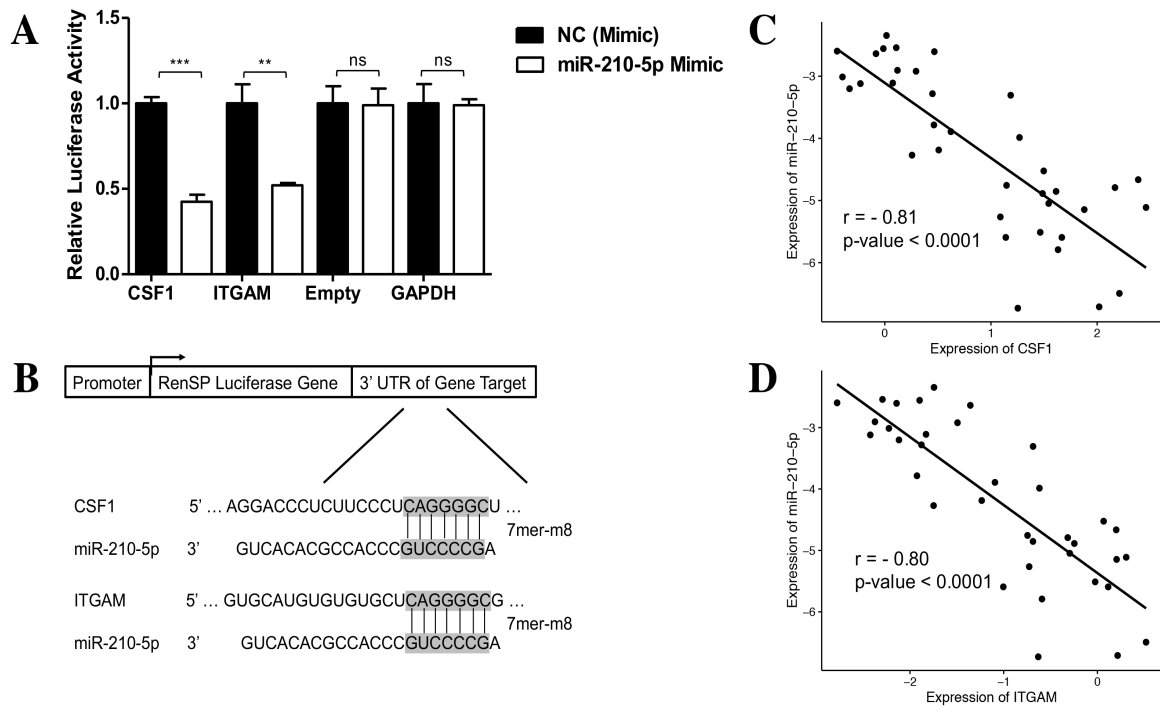 A
1.5
1.0
0.5
0.0
Relative Luciferase Activity
***
**
ns
ns
CSF1
ITGAM
Empty
GAPDH
NC (Mimic)
miR-210-5p Mimic
B
Promoter
RenSP Luciferase Gene
3' UTR of Gene Target
CSF1 5' ... AGGACCCUCUUCCCUCAGGGGCU ...
7mer-m8
miR-210-5p 3' GUCACACGCCACCCGUCCCCGA
ITGAM 5' ... GUGCAUGUGUGUGCUCAGGGGCG ...
7mer-m8
miR-210-5p 3' GUCACACGCCACCCGUCCCCGA
C
Expression of miR−210−5p
−3
−4
−5
−6
r = - 0.81
p-value < 0.0001
0 1 2
Expression of CSF1
D
Expression of miR−210−5p
−3
−4
−5
−6
r = - 0.80
p-value < 0.0001
−2 −1 0
Expression of ITGAM